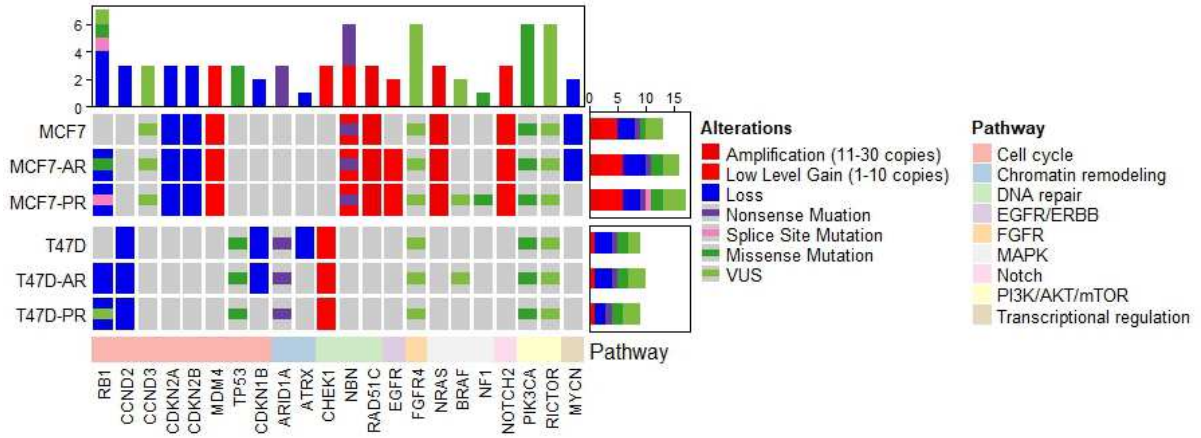 6
4
2
0
0 5 10 15
MCF7
MCF7-AR
MCF7-PR
T47D
T47D-AR
T47D-PR
Alterations
Amplification (11-30 copies)
Low Level Gain (1-10 copies)
Loss
Nonsense Muation
Splice Site Mutation
Missense Mutation
VUS
Pathway
Cell cycle
Chromatin remodeling
DNA repair
EGFR/ERBB
FGFR
MAPK
Notch
PI3K/AKT/mTOR
Transcriptional regulation
Pathway
RB1
CCND2
CCND3
CDKN2A
CDKN2B
MDM4
TP53
CDKN1B
ARID1A
ATRX
CHEK1
NBN
RAD51C
EGFR
FGFR4
NRAS
BRAF
NF1
NOTCH2
PIK3CA
RICTOR
MYCN